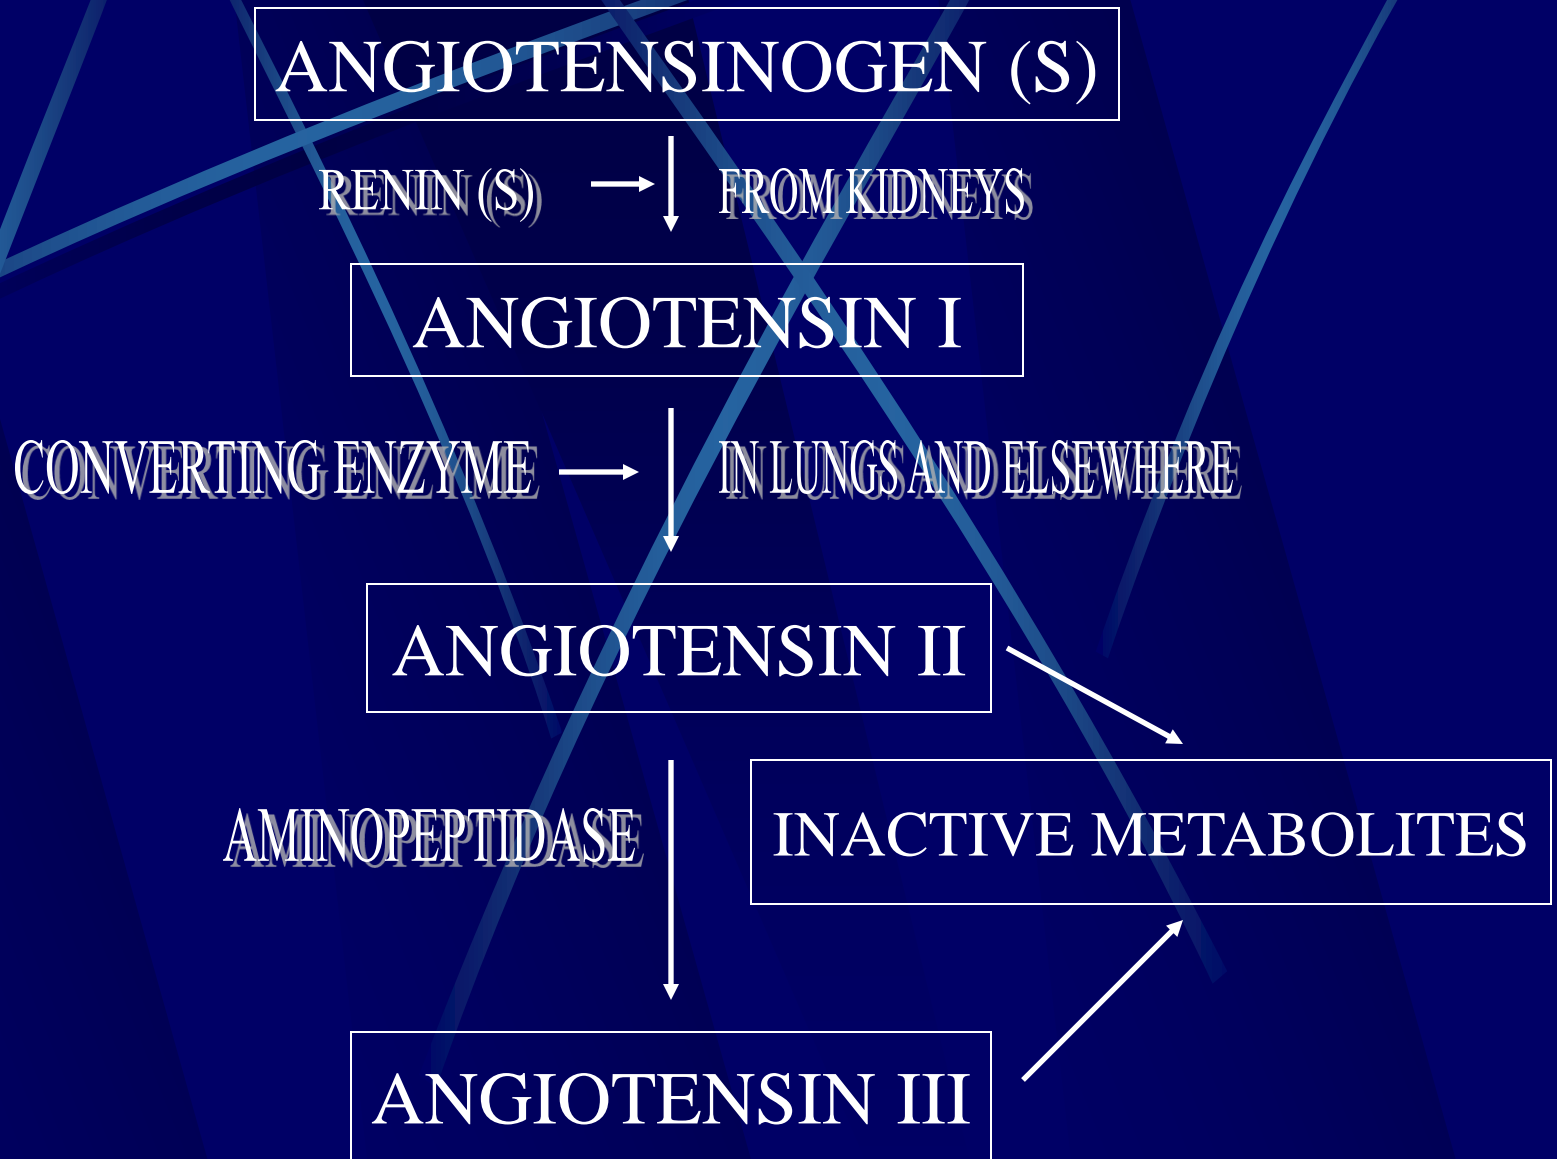 ANGIOTENSINOGEN (S)
RENIN (S) FROM KIDNEYS
ANGIOTENSIN I
CONVERTING ENZYME IN LUNGS AND ELSEWHERE
ANGIOTENSIN II
AMINOPEPTIDASE INACTIVE METABOLITES
ANGIOTENSIN III